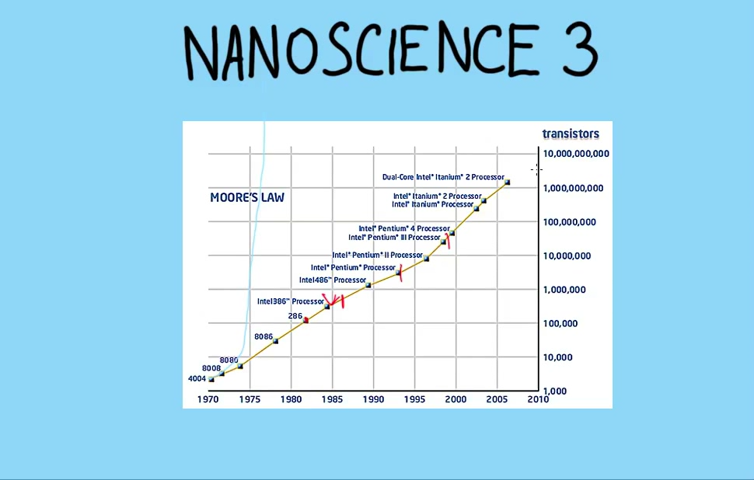 NANOSCIENCE 3
transistors
10,000,000,000
Dual-Core Intel® Itanium® 2 Processor
1,000,000,000
MOORE'S LAW
Intel® Itanium® 2 Processor
Intel® Itanium® Processor
100,000,000
Intel® Pentium® 4 Processor
Intel® Pentium® III Processor
Intel® Pentium® II Processor
10,000,000
Intel® Pentium® Processor
Intel486™ Processor
1,000,000
Intel386™ Processor
286
100,000
8086
10,000
8080
8008
4004
1,000
1970 1975 1980 1985 1990 1995 2000 2005 2010